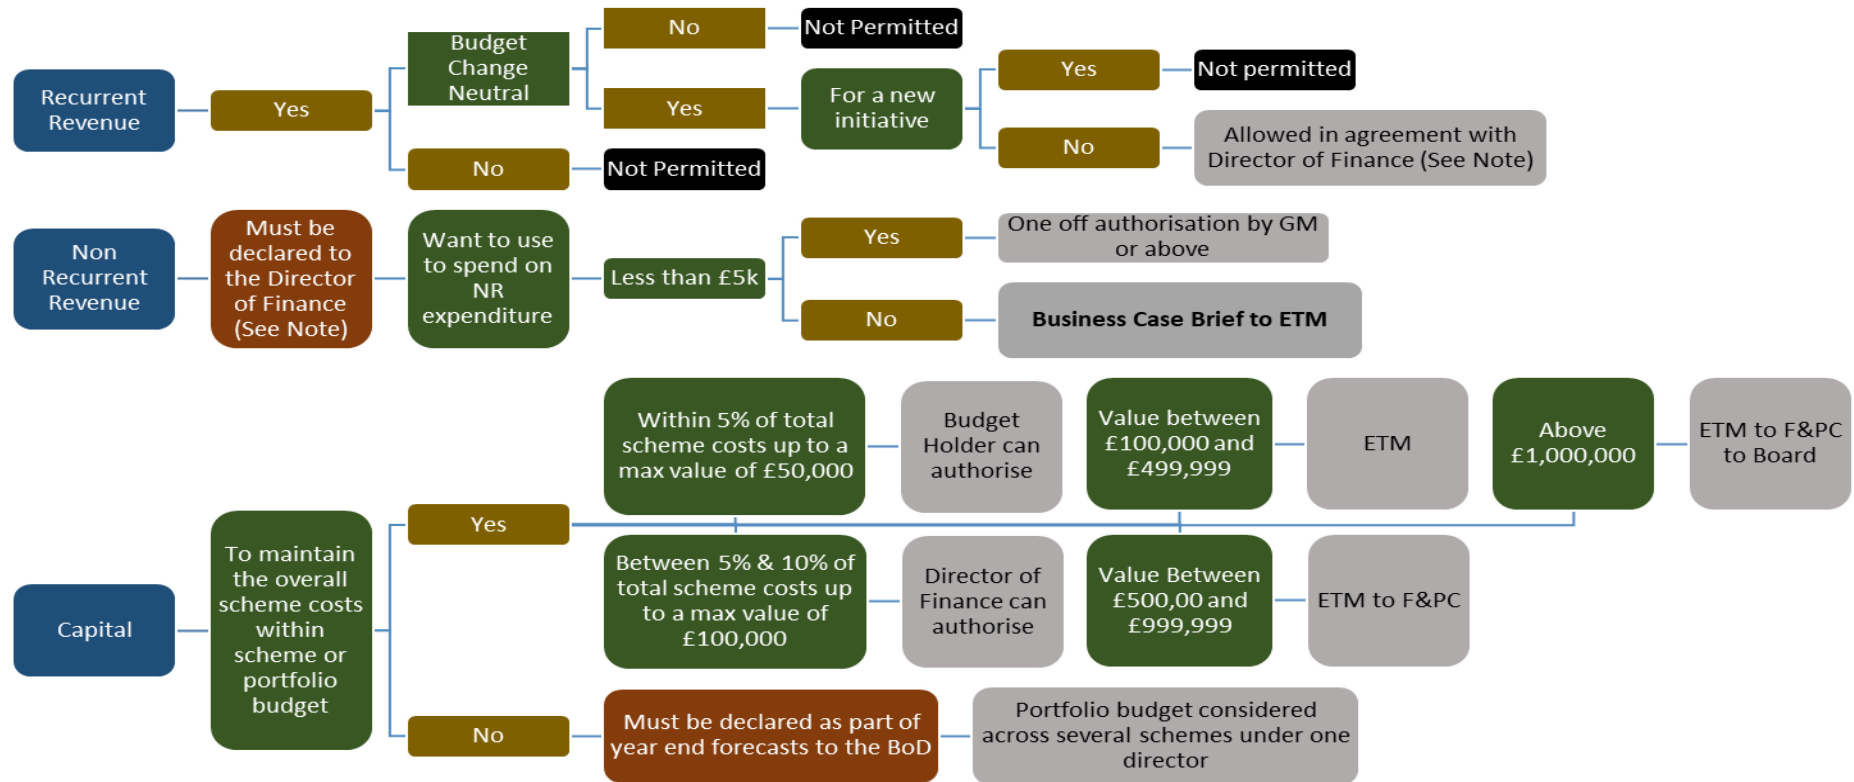 Recurrent
Revenue
Yes
Budget
Change
Neutral
No
Not Permitted
Yes
For a new
initiative
Yes
Not permitted
No
Allowed in agreement with
Director of Finance (See Note)
No
Not Permitted
Non
Recurrent
Revenue
Must be
declared to
the Director
of Finance
(See Note)
Want to use
to spend on
NR
expenditure
Less than £5k
Yes
One off authorisation by GM
or above
No
Business Case Brief to ETM
Capital
To maintain
the overall
scheme costs
within
scheme or
portfolio
budget
Yes
Within 5% of total
scheme costs up to a
max value of £50,000
Budget
Holder can
authorise
Value between
£100,000 and
£499,999
ETM
Above
£1,000,000
ETM to F&PC
to Board
Between 5% & 10% of
total scheme costs up
to a max value of
£100,000
Director of
Finance can
authorise
Value Between
£500,00 and
£999,999
ETM to F&PC
No
Must be declared as part of
year end forecasts to the BoD
Portfolio budget considered
across several schemes under one
director